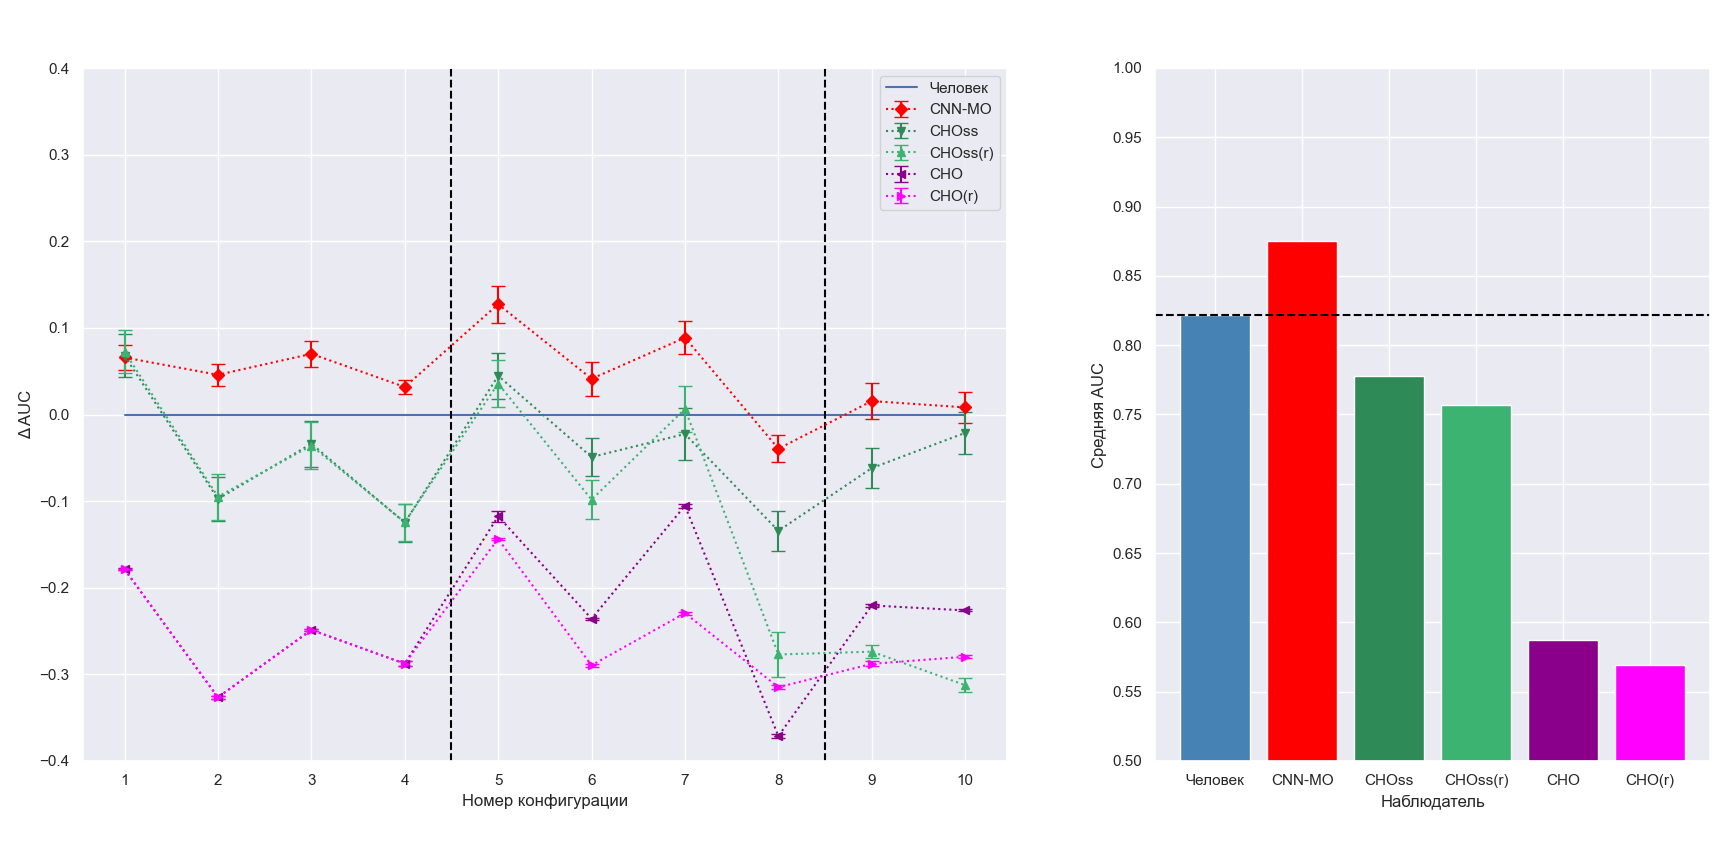 0.4
0.3
0.2
0.1
0.0
−0.1
−0.2
−0.3
−0.4
Δ AUC
1 2 3 4 5 6 7 8 9 10
Номер конфигурации
Человек
CNN-MO
CHOss
CHOss(r)
CHO
CHO(r)
1.00
0.95
0.90
0.85
0.80
0.75
0.70
0.65
0.60
0.55
0.50
Средняя AUC
Человек CNN-MO CHOss CHOss(r) CHO CHO(r)
Наблюдатель